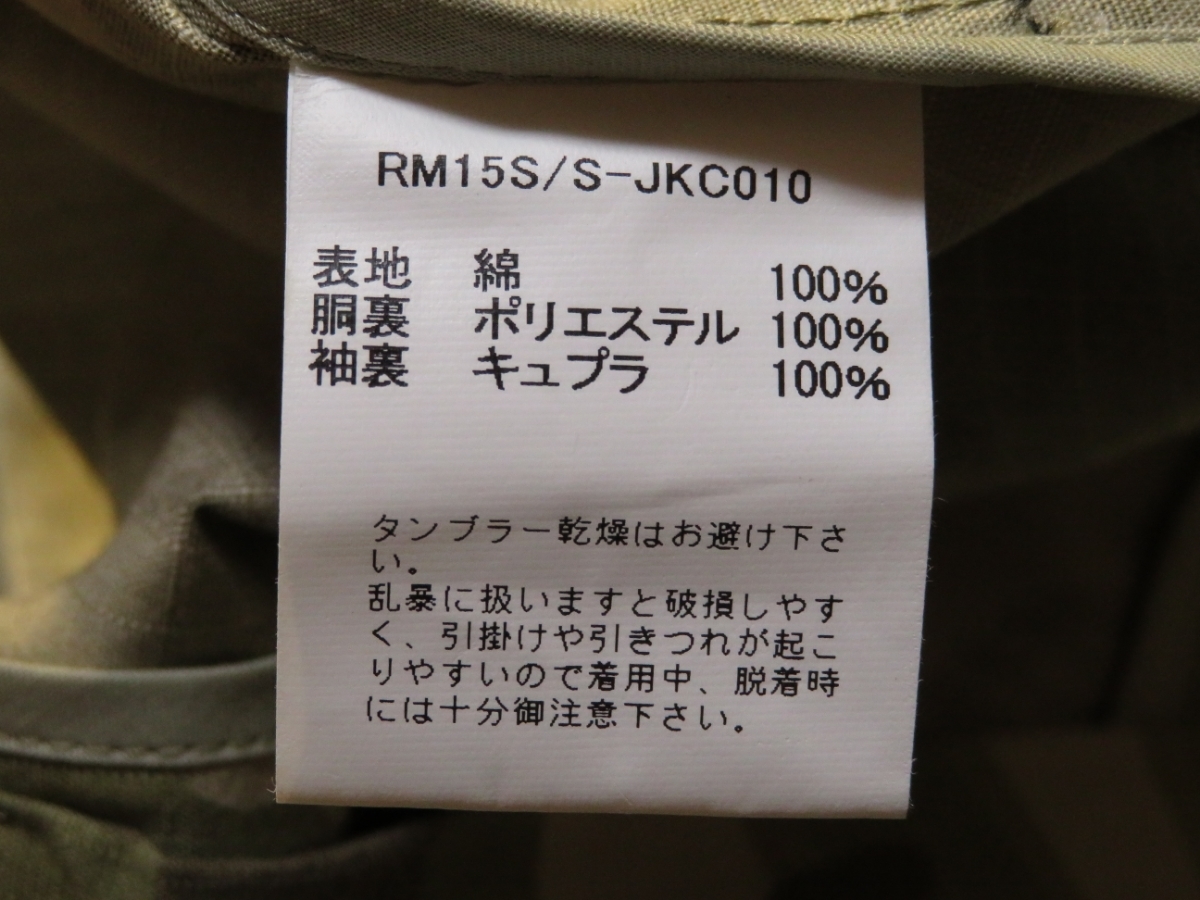 RM15S/S-JKC010
表地 綿 100%
胴裏 ポリエステル 100%
袖裏 キュプラ 100%
タンブラー乾燥はお避け下さ
い。
乱暴に扱いますと破損しやす
く、引掛けや引きつれが起こ
りやすいので着用中、脱着時
には十分御注意下さい。